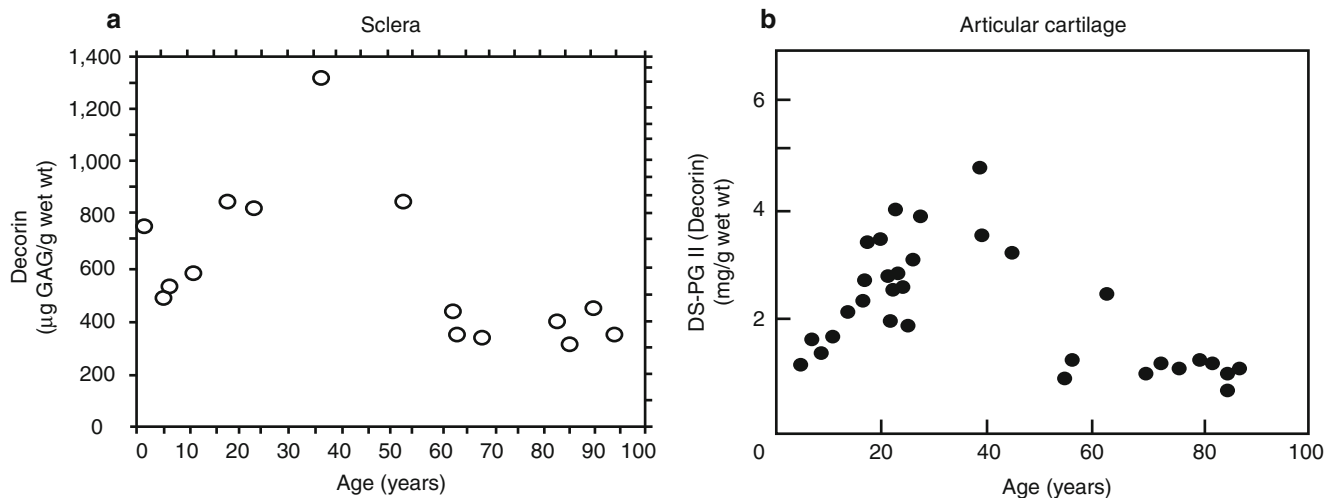 a
Sclera
1,400
1,200
1,000
800
600
400
200
0
Decorin
(µg GAG/g wet wt)
0 10 20 30 40 50 60 70 80 90 100
Age (years)
b
Articular cartilage
6
4
2
DS-PG II (Decorin)
(mg/g wet wt)
0 20 40 60 80 100
Age (years)